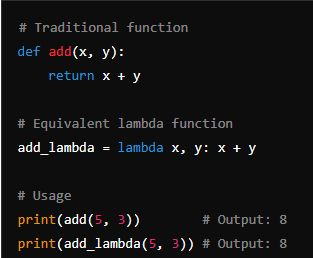 # Traditional function
def add(x, y):
    return x + y
# Equivalent lambda function
add_lambda = lambda x, y: x + y
# Usage
print(add(5, 3))        # Output: 8
print(add_lambda(5, 3)) # Output: 8